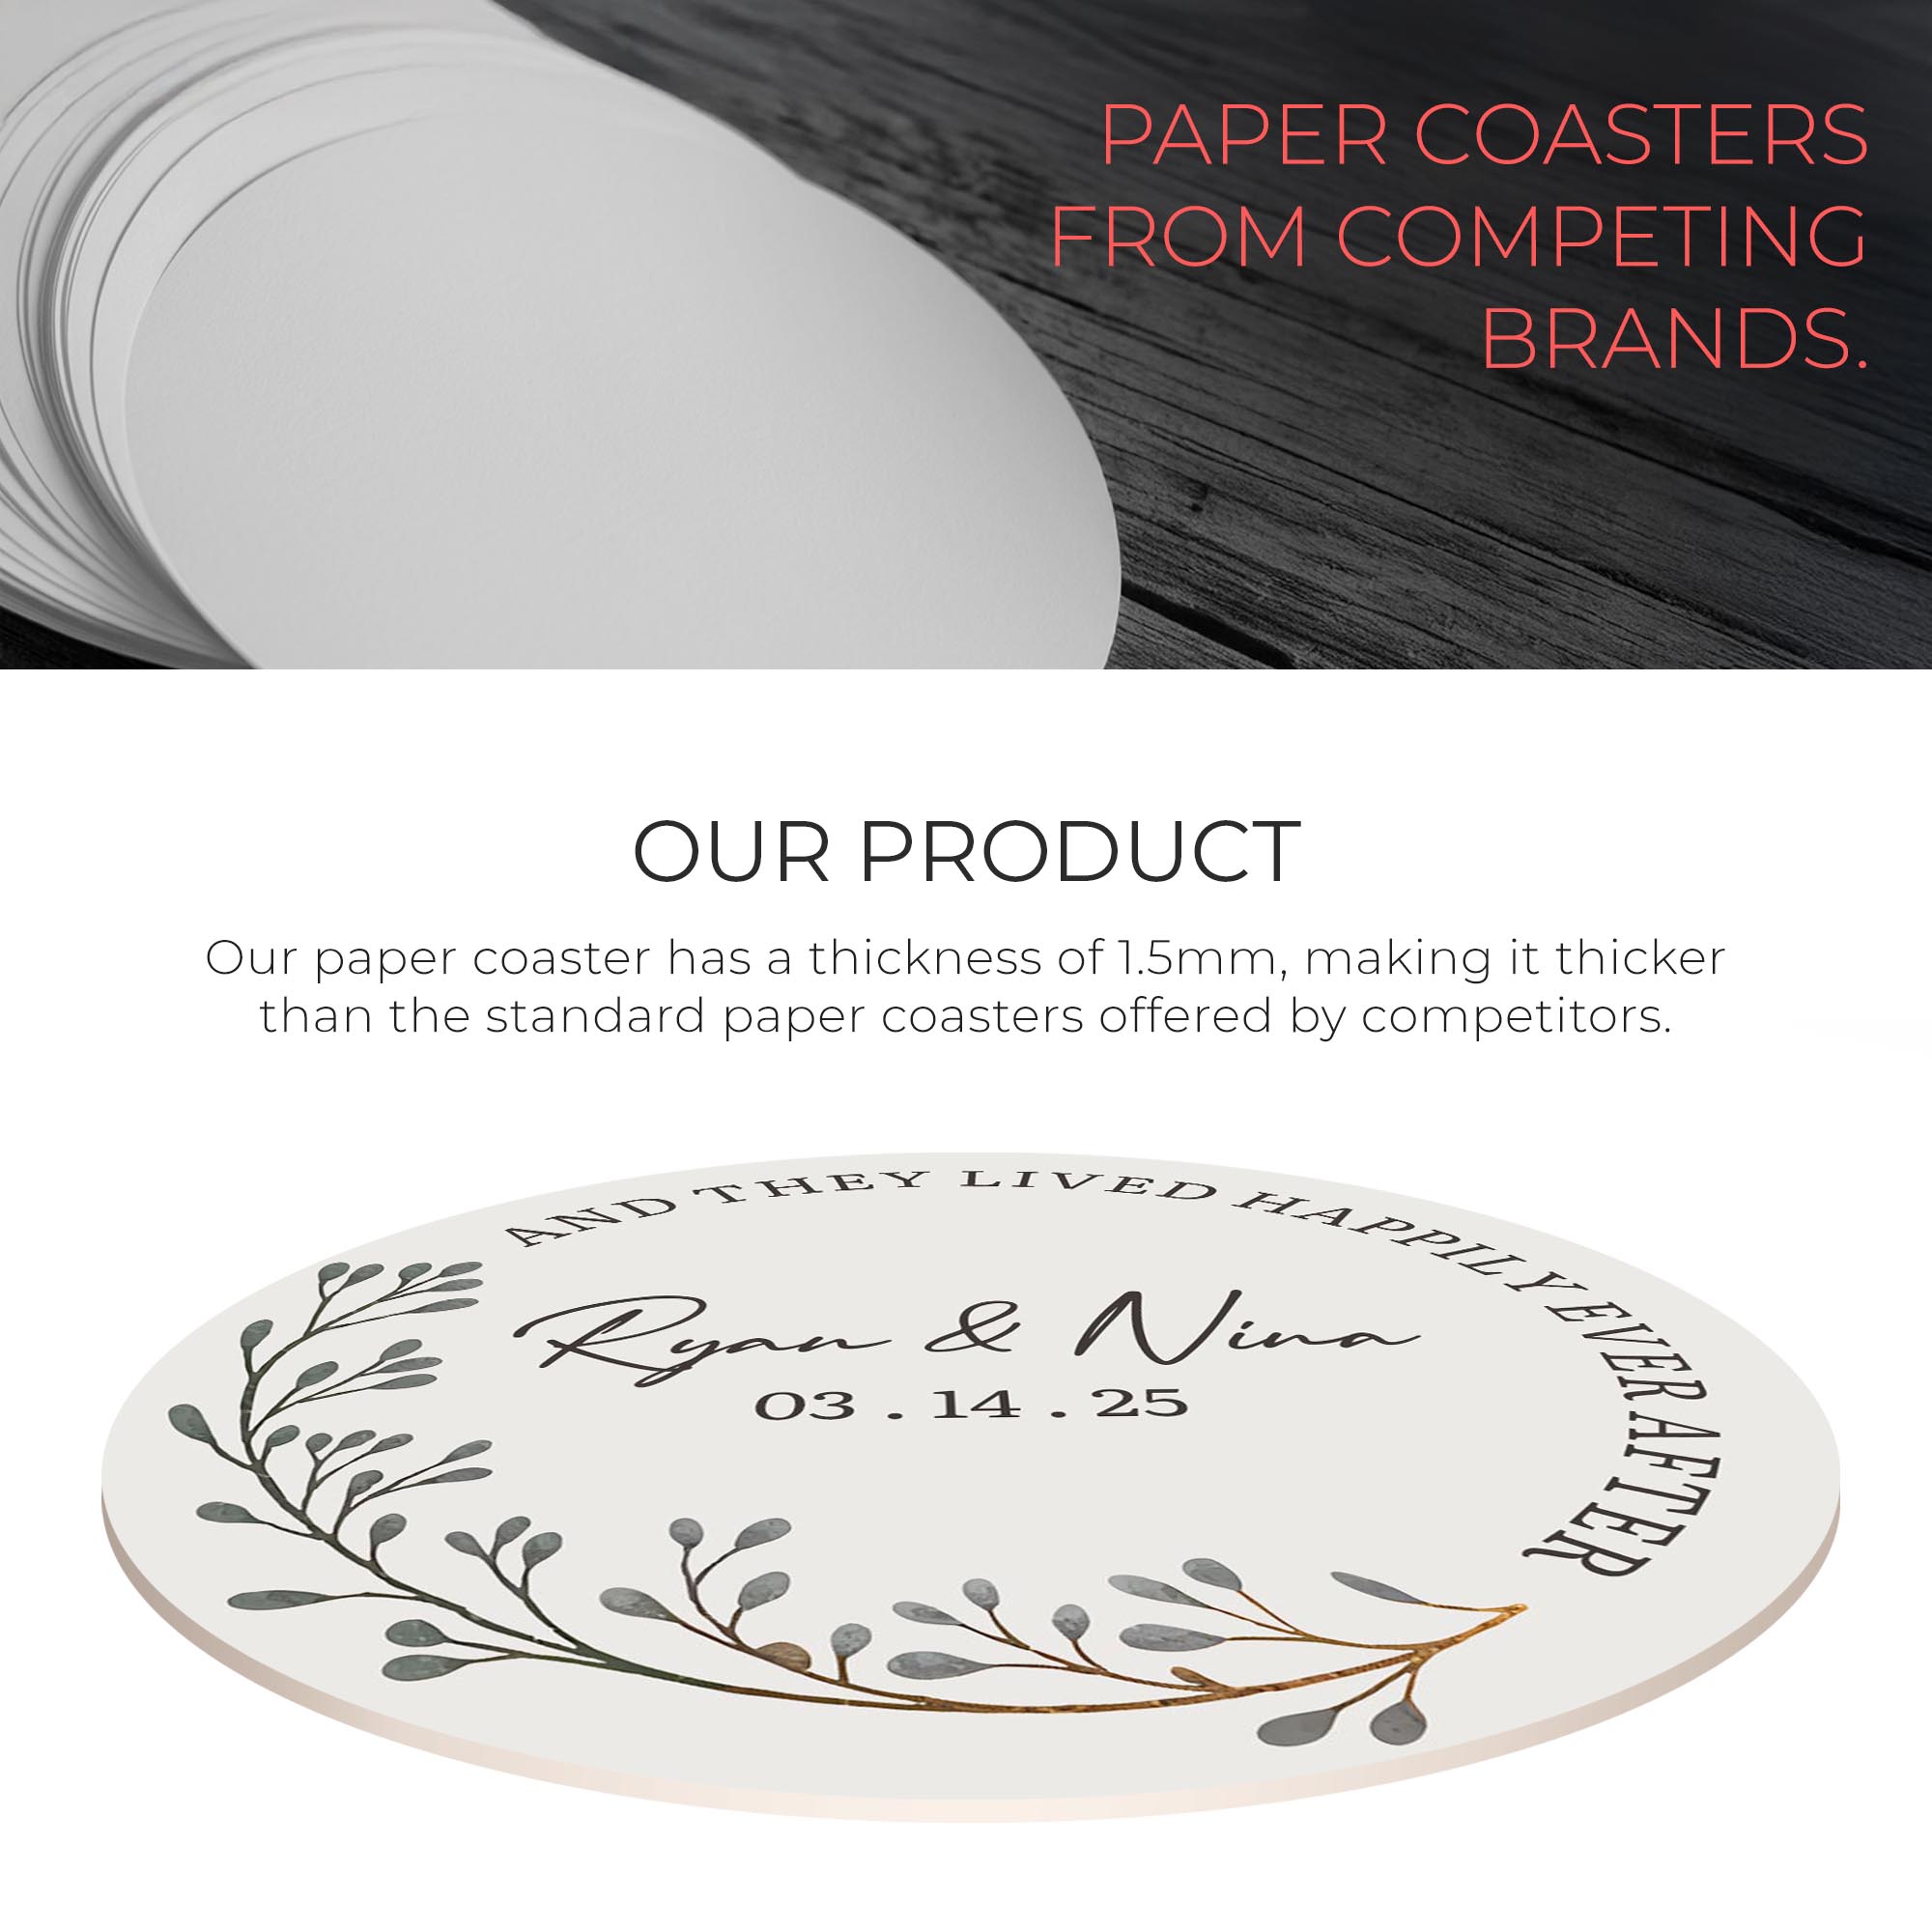 PAPER COASTERS
FROM COMPETING
BRANDS.
OUR PRODUCT
Our paper coaster has a thickness of 1.5mm, making it thicker
than the standard paper coasters offered by competitors.
AND THEY LIVED HAPPILY EVER AFTER
Ryan & Nina
03 . 14 . 25